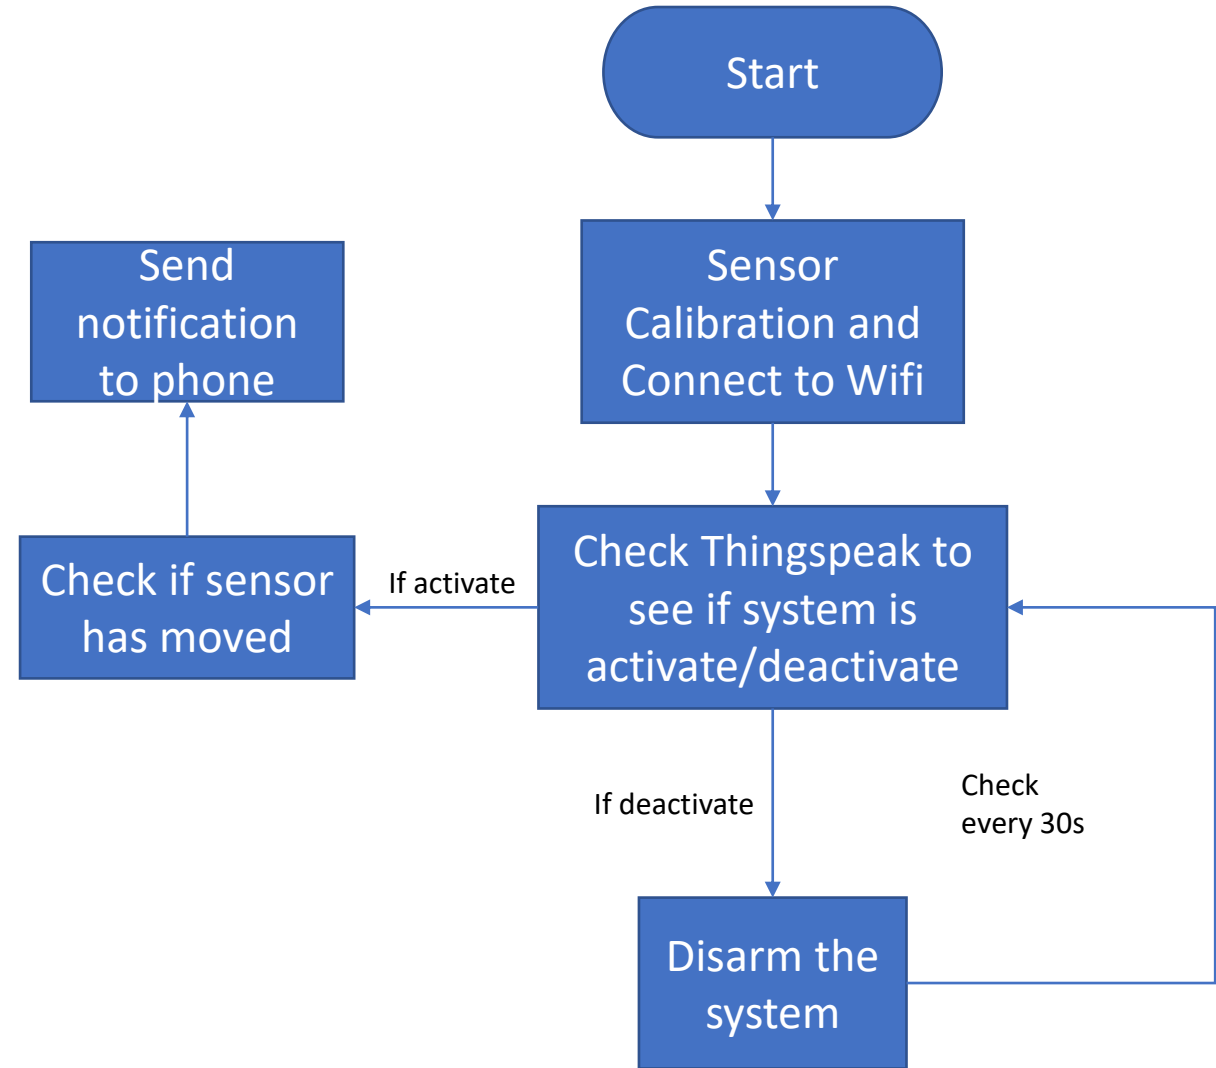 Start
Sensor
Calibration and
Connect to Wifi
Send
notification
to phone
Check Thingspeak to
see if system is
activate/deactivate
If activate
Check if sensor
has moved
If deactivate
Check
every 30s
Disarm the
system